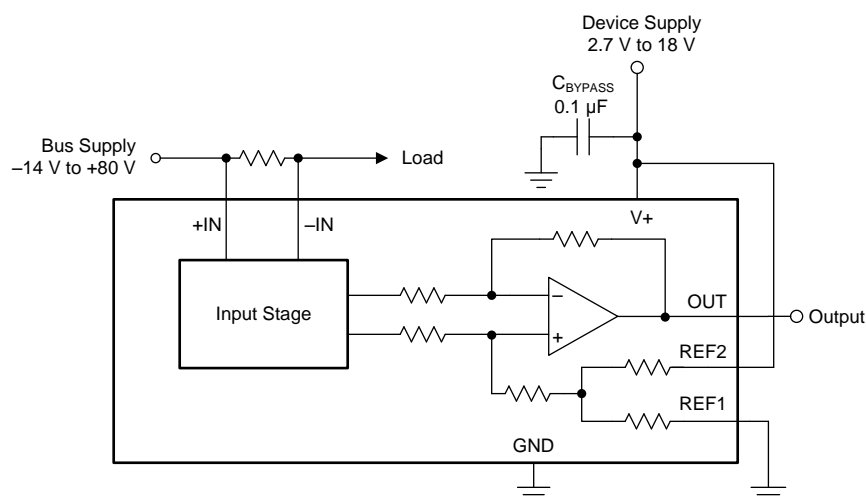 Device Supply
2.7 V to 18 V
C_BYPASS
0.1 µF
Bus Supply
–14 V to +80 V
Load
+IN
–IN
V+
Input Stage
–
+
OUT
Output
REF2
REF1
GND